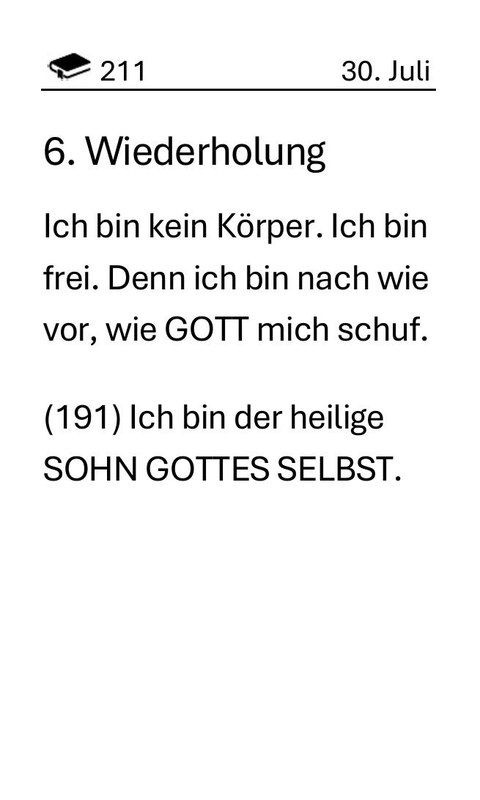 211 30. Juli
6. Wiederholung
Ich bin kein Körper. Ich bin
frei. Denn ich bin nach wie
vor, wie GOTT mich schuf.
(191) Ich bin der heilige
SOHN GOTTES SELBST.